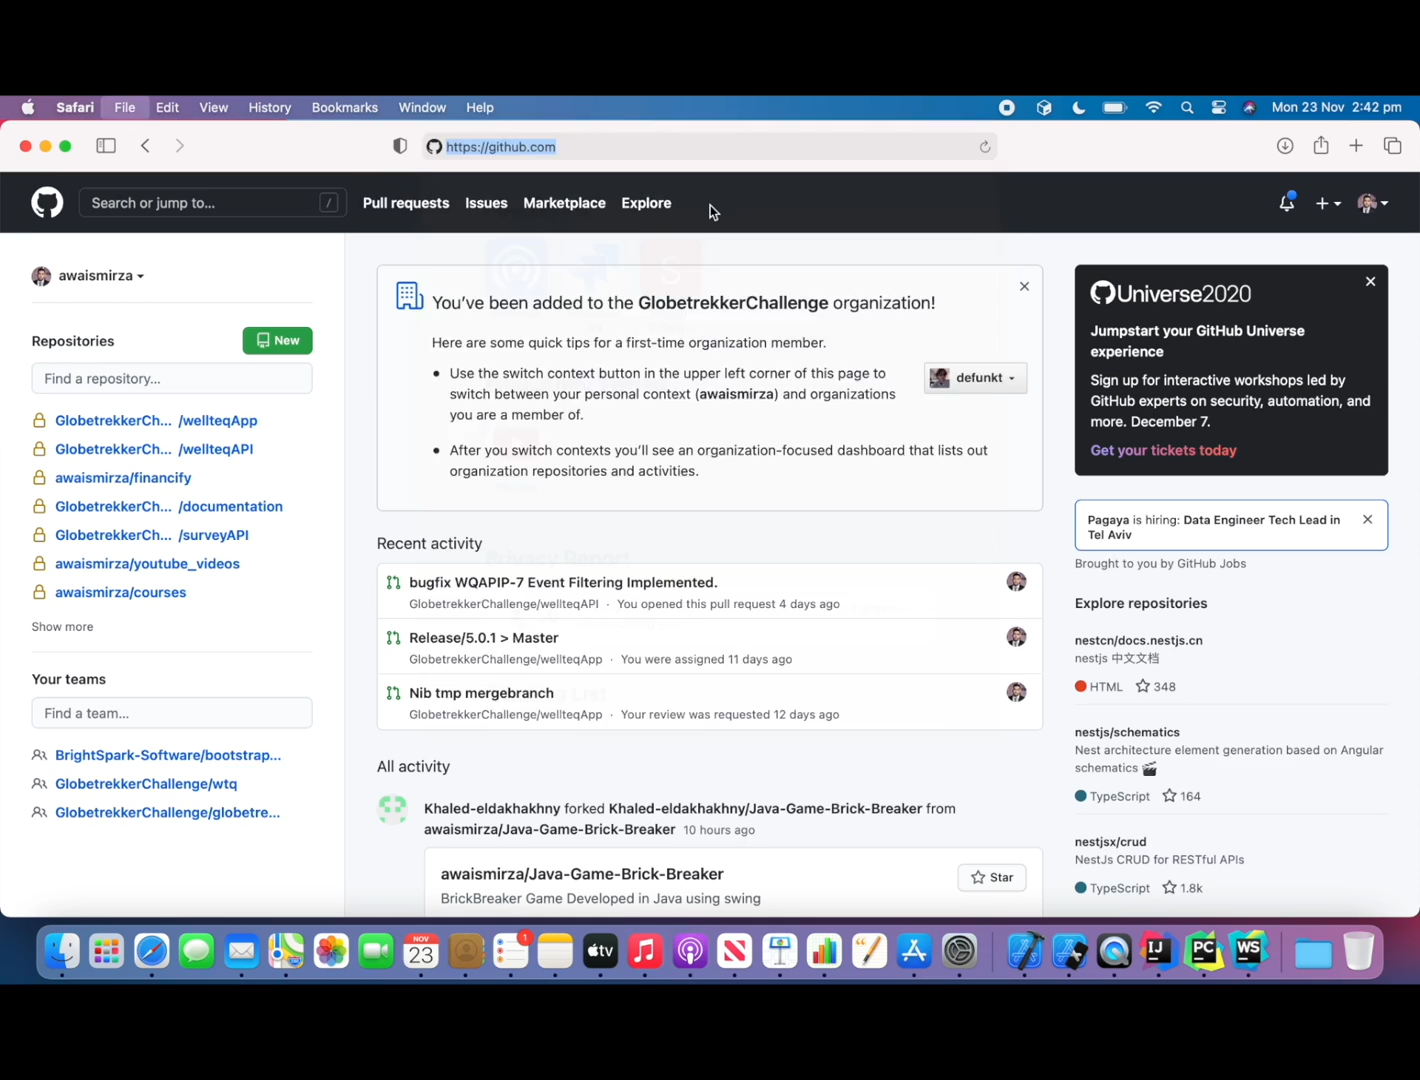 Safari File Edit View History Bookmarks Window Help Mon 23 Nov 2:42 pm
https://github.com
Search or jump to... / Pull requests Issues Marketplace Explore
awaismirza
Repositories New
Find a repository...
GlobetrekkerCh... /wellteqApp
GlobetrekkerCh... /wellteqAPI
awaismirza/financify
GlobetrekkerCh... /documentation
GlobetrekkerCh... /surveyAPI
awaismirza/youtube_videos
awaismirza/courses
Show more
Your teams
Find a team...
BrightSpark-Software/bootstrap...
GlobetrekkerChallenge/wtq
GlobetrekkerChallenge/globetre...
You’ve been added to the GlobetrekkerChallenge organization!
Here are some quick tips for a first-time organization member.
Use the switch context button in the upper left corner of this page to
switch between your personal context (awaismirza) and organizations
you are a member of.
defunkt
After you switch contexts you’ll see an organization-focused dashboard that lists out
organization repositories and activities.
Recent activity
Privacy Report
bugfix WQAPIP-7 Event Filtering Implemented.
GlobetrekkerChallenge/wellteqAPI · You opened this pull request 4 days ago
Release/5.0.1 > Master
GlobetrekkerChallenge/wellteqApp · You were assigned 11 days ago
Nib tmp mergebranch
GlobetrekkerChallenge/wellteqApp · Your review was requested 12 days ago
All activity
Khaled-eldakhakhny forked Khaled-eldakhakhny/Java-Game-Brick-Breaker from
awaismirza/Java-Game-Brick-Breaker 10 hours ago
awaismirza/Java-Game-Brick-Breaker
Star
BrickBreaker Game Developed in Java using swing
Universe2020
Jumpstart your GitHub Universe
experience
Sign up for interactive workshops led by
GitHub experts on security, automation, and
more. December 7.
Get your tickets today
Pagaya is hiring: Data Engineer Tech Lead in
Tel Aviv
Brought to you by GitHub Jobs
Explore repositories
nestcn/docs.nestjs.cn
nestjs 中文文档
HTML 348
nestjs/schematics
Nest architecture element generation based on Angular
schematics 🎬
TypeScript 164
nestjsx/crud
NestJs CRUD for RESTful APIs
TypeScript 1.8k
NOV
23
1
tv
IJ
PC
WS